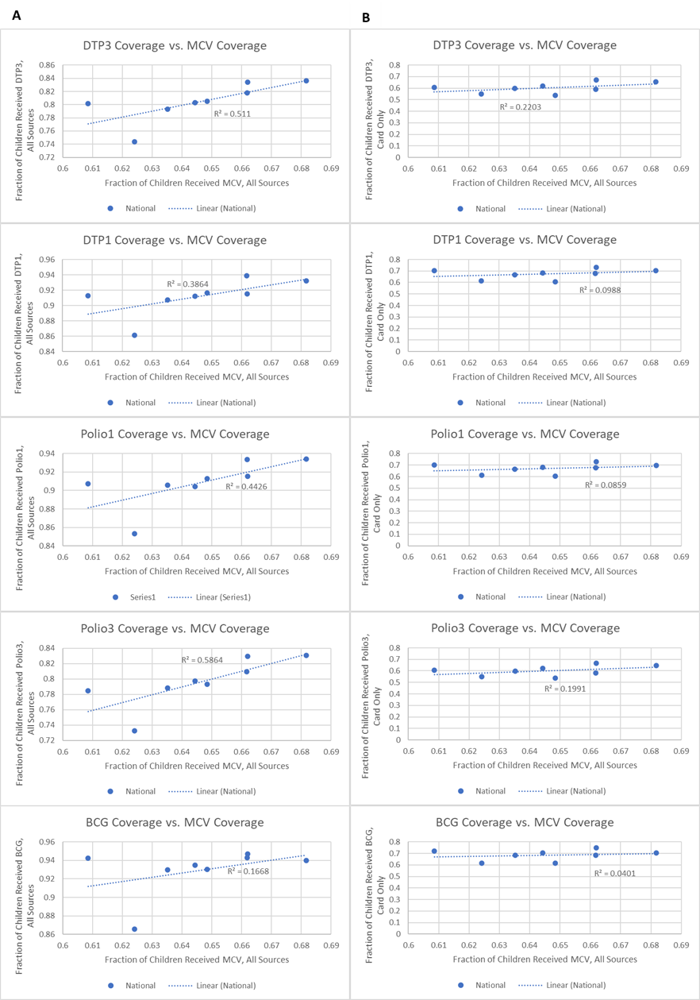 A
B
DTP3 Coverage vs. MCV Coverage
Fraction of Children Received DTP3,
All Sources
0.86
0.84
0.82
0.8
0.78
0.76
0.74
0.72
R² = 0.511
0.6 0.61 0.62 0.63 0.64 0.65 0.66 0.67 0.68 0.69
Fraction of Children Received MCV, All Sources
National Linear (National)
DTP3 Coverage vs. MCV Coverage
Fraction of Children Received DTP3,
Card Only
0.8
0.7
0.6
0.5
0.4
0.3
0.2
0.1
0
R² = 0.2203
0.6 0.61 0.62 0.63 0.64 0.65 0.66 0.67 0.68 0.69
Fraction of Children Received MCV, All Sources
National Linear (National)
DTP1 Coverage vs. MCV Coverage
Fraction of Children Received DTP1,
All Sources
0.96
0.94
0.92
0.9
0.88
0.86
0.84
R² = 0.3864
0.6 0.61 0.62 0.63 0.64 0.65 0.66 0.67 0.68 0.69
Fraction of Children Received MCV, All Sources
National Linear (National)
DTP1 Coverage vs. MCV Coverage
Fraction of Children Received DTP1,
Card Only
0.8
0.7
0.6
0.5
0.4
0.3
0.2
0.1
0
R² = 0.0988
0.6 0.61 0.62 0.63 0.64 0.65 0.66 0.67 0.68 0.69
Fraction of Children Received MCV, All Sources
National Linear (National)
Polio1 Coverage vs. MCV Coverage
Fraction of Children Received Polio1,
All Sources
0.94
0.92
0.9
0.88
0.86
0.84
R² = 0.4426
0.6 0.61 0.62 0.63 0.64 0.65 0.66 0.67 0.68 0.69
Fraction of Children Received MCV, All Sources
Series1 Linear (Series1)
Polio1 Coverage vs. MCV Coverage
Fraction of Children Received Polio1,
Card Only
0.8
0.7
0.6
0.5
0.4
0.3
0.2
0.1
0
R² = 0.0859
0.6 0.61 0.62 0.63 0.64 0.65 0.66 0.67 0.68 0.69
Fraction of Children Received MCV, All Sources
National Linear (National)
Polio3 Coverage vs. MCV Coverage
Fraction of Children Received Polio3,
All Sources
0.84
0.82
0.8
0.78
0.76
0.74
0.72
R² = 0.5864
0.6 0.61 0.62 0.63 0.64 0.65 0.66 0.67 0.68 0.69
Fraction of Children Received MCV, All Sources
National Linear (National)
Polio3 Coverage vs. MCV Coverage
Fraction of Children Received Polio3,
Card Only
0.8
0.7
0.6
0.5
0.4
0.3
0.2
0.1
0
R² = 0.1991
0.6 0.61 0.62 0.63 0.64 0.65 0.66 0.67 0.68 0.69
Fraction of Children Received MCV, All Sources
National Linear (National)
BCG Coverage vs. MCV Coverage
Fraction of Children Received BCG,
All Sources
0.96
0.94
0.92
0.9
0.88
0.86
R² = 0.1668
0.6 0.61 0.62 0.63 0.64 0.65 0.66 0.67 0.68 0.69
Fraction of Children Received MCV, All Sources
National Linear (National)
BCG Coverage vs. MCV Coverage
Fraction of Children Received BCG,
Card Only
0.8
0.7
0.6
0.5
0.4
0.3
0.2
0.1
0
R² = 0.0401
0.6 0.61 0.62 0.63 0.64 0.65 0.66 0.67 0.68 0.69
Fraction of Children Received MCV, All Sources
National Linear (National)